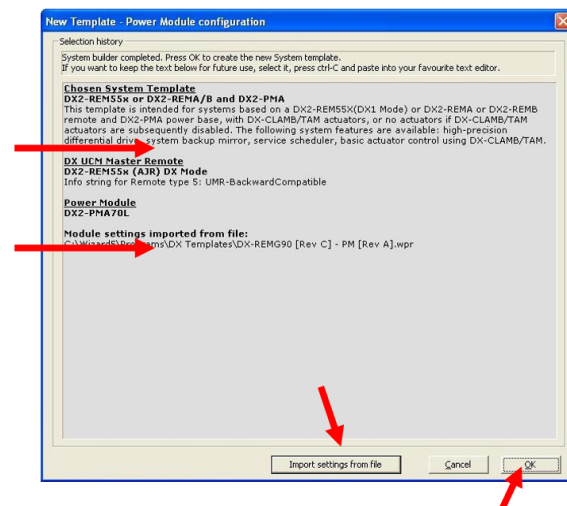 New Template - Power Module configuration
Selection history
System builder completed. Press OK to create the new System template.
If you want to keep the text below for future use, select it, press ctrl-C and paste into your favourite text editor.
Chosen System Template
DX2-REM55x or DX2-REMA/B and DX2-PMA
This template is intended for systems based on a DX2-REM55X(DX1 Mode) or DX2-REMA or DX2-REMB
remote and DX2-PMA power base, with DX-CLAMB/TAM actuators, or no actuators if DX-CLAMB/TAM
actuators are subsequently disabled. The following system features are available: high-precision
differential drive, system backup mirror, service scheduler, basic actuator control using DX-CLAMB/TAM.
DX UCM Master Remote
DX2-REM55x (AJR) DX Mode
Info string for Remote type 5: UMR-BackwardCompatible
Power Module
DX2-PMA70L
Module settings imported from file:
C:\Wizard5\Programs\DX Templates\DX-REMG90 [Rev C] - PM [Rev A].wpr
Import settings from file
Cancel
OK